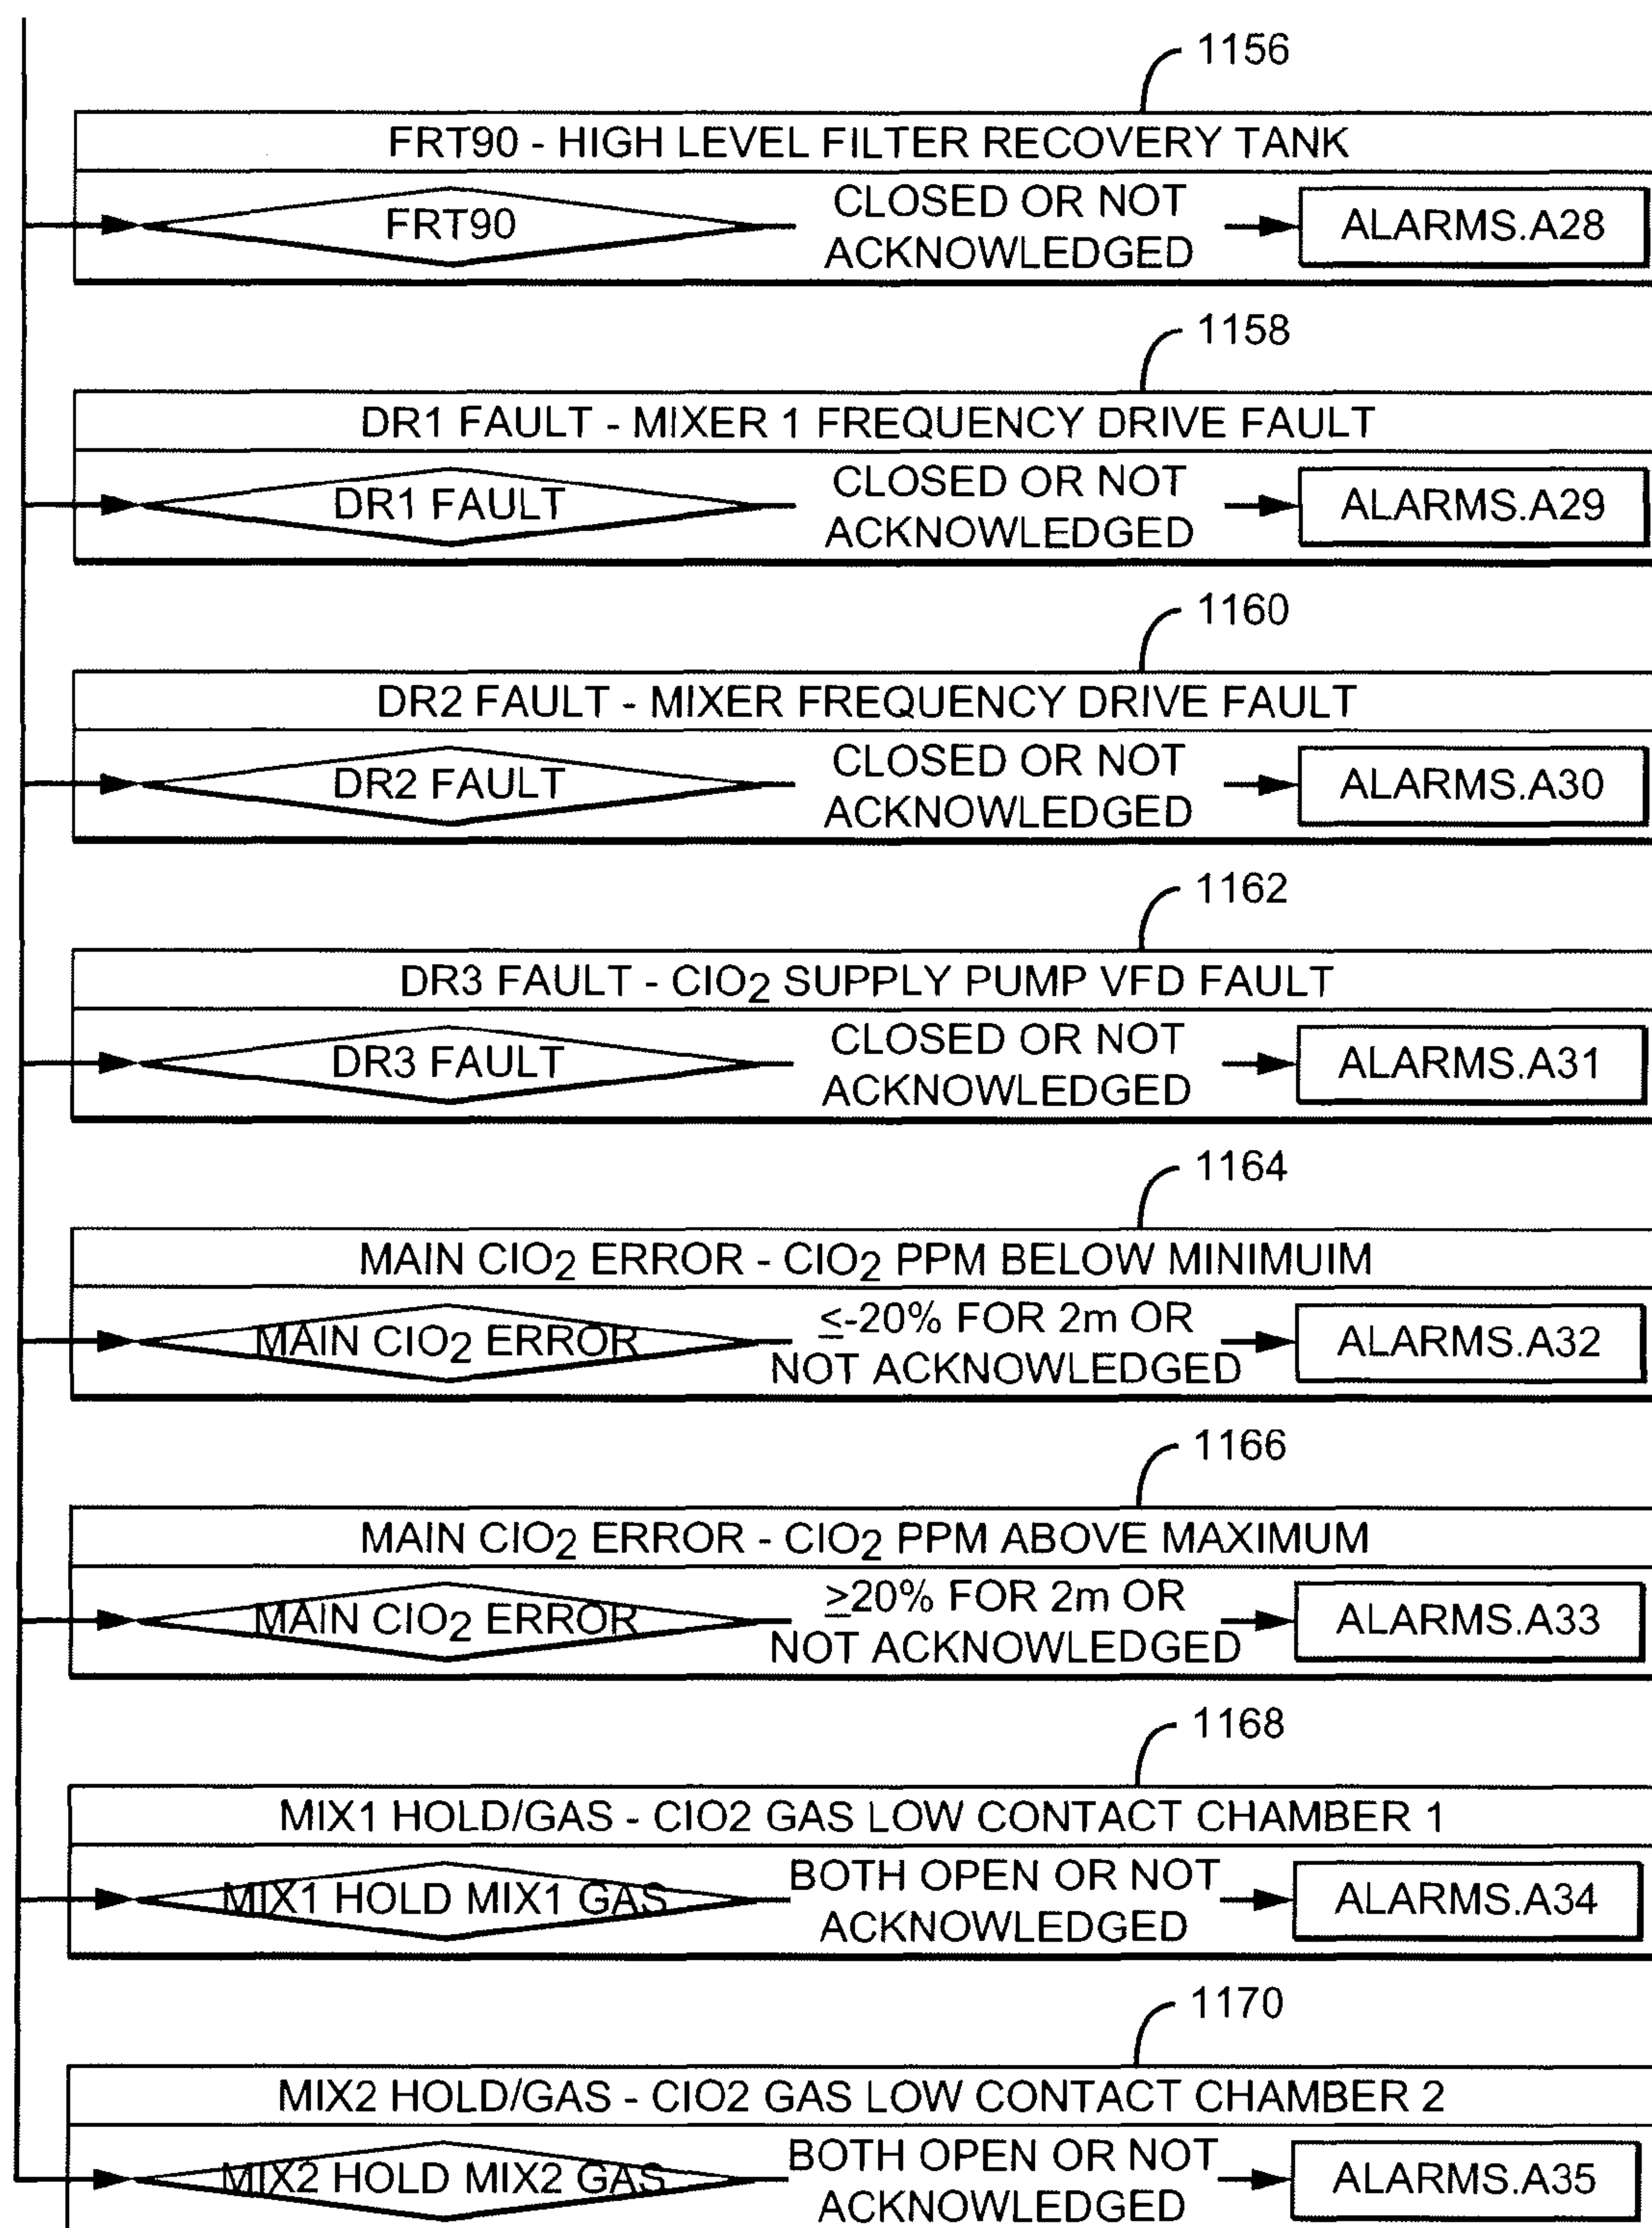 1156
FRT90 - HIGH LEVEL FILTER RECOVERY TANK
FRT90
CLOSED OR NOT
ACKNOWLEDGED
ALARMS.A28
1158
DR1 FAULT - MIXER 1 FREQUENCY DRIVE FAULT
DR1 FAULT
CLOSED OR NOT
ACKNOWLEDGED
ALARMS.A29
1160
DR2 FAULT - MIXER FREQUENCY DRIVE FAULT
DR2 FAULT
CLOSED OR NOT
ACKNOWLEDGED
ALARMS.A30
1162
DR3 FAULT - ClO₂ SUPPLY PUMP VFD FAULT
DR3 FAULT
CLOSED OR NOT
ACKNOWLEDGED
ALARMS.A31
1164
MAIN ClO₂ ERROR - ClO₂ PPM BELOW MINIMUIM
MAIN ClO₂ ERROR
≤-20% FOR 2m OR
NOT ACKNOWLEDGED
ALARMS.A32
1166
MAIN ClO₂ ERROR - ClO₂ PPM ABOVE MAXIMUM
MAIN ClO₂ ERROR
≥20% FOR 2m OR
NOT ACKNOWLEDGED
ALARMS.A33
1168
MIX1 HOLD/GAS - ClO2 GAS LOW CONTACT CHAMBER 1
MIX1 HOLD MIX1 GAS
BOTH OPEN OR NOT
ACKNOWLEDGED
ALARMS.A34
1170
MIX2 HOLD/GAS - ClO2 GAS LOW CONTACT CHAMBER 2
MIX2 HOLD MIX2 GAS
BOTH OPEN OR NOT
ACKNOWLEDGED
ALARMS.A35